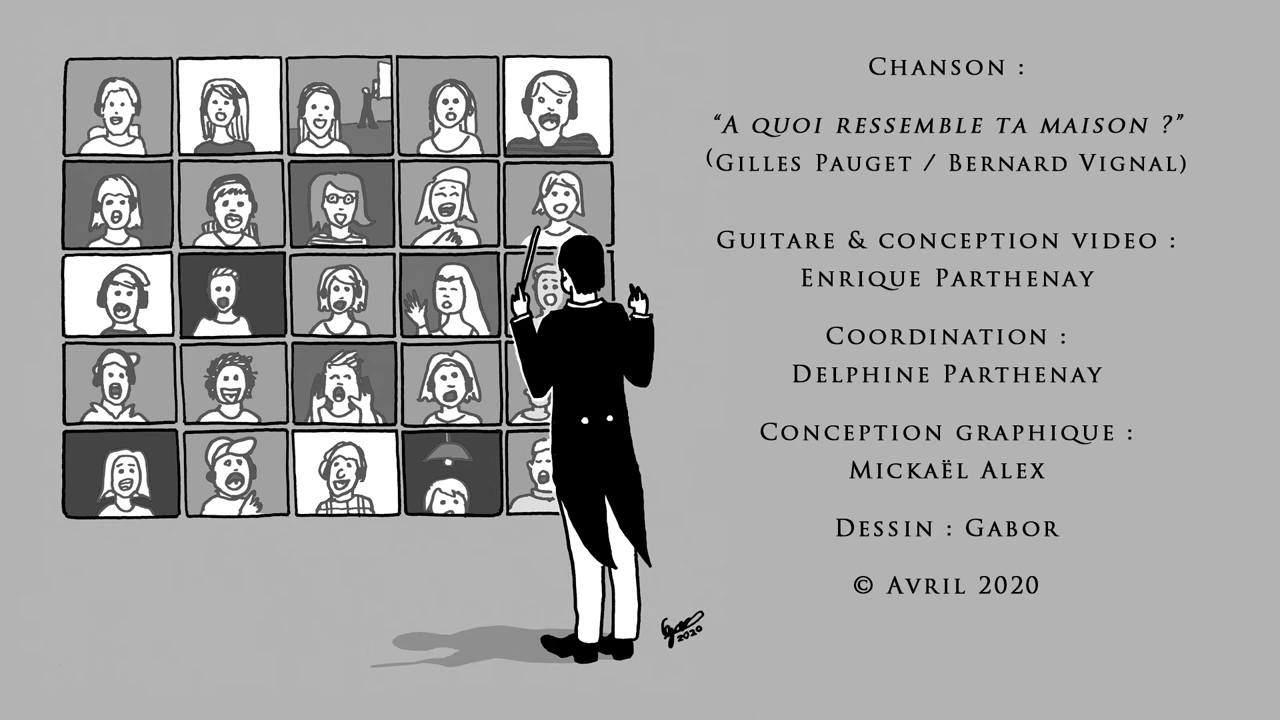 CHANSON :
“A QUOI RESSEMBLE TA MAISON ?”
(GILLES PAUGET / BERNARD VIGNAL)
GUITARE & CONCEPTION VIDEO :
ENRIQUE PARTHENAY
COORDINATION :
DELPHINE PARTHENAY
CONCEPTION GRAPHIQUE :
MICKAËL ALEX
DESSIN : GABOR
© AVRIL 2020
2020